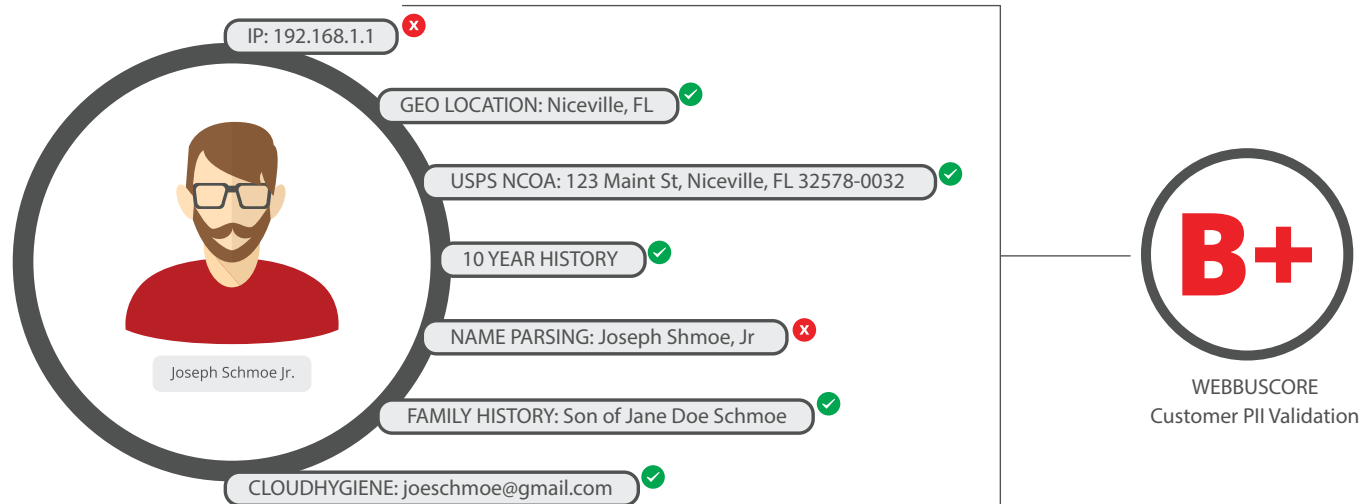 IP: 192.168.1.1
x
GEO LOCATION: Niceville, FL
USPS NCOA: 123 Maint St, Niceville, FL 32578-0032
10 YEAR HISTORY
NAME PARSING: Joseph Shmoe, Jr
x
Joseph Schmoe Jr.
FAMILY HISTORY: Son of Jane Doe Schmoe
CLOUDHYGIENE: joeschmoe@gmail.com
B+
WEBBUSCORE
Customer PII Validation